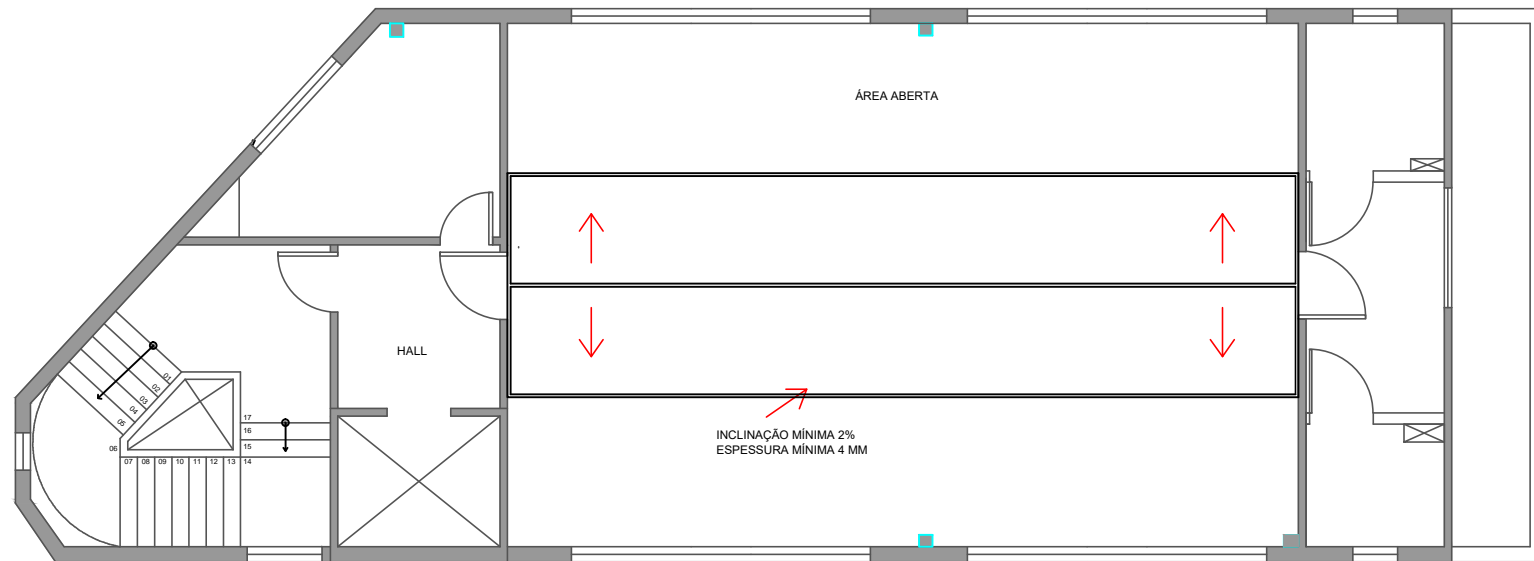 ÁREA ABERTA
HALL
INCLINAÇÃO MÍNIMA 2%
ESPESSURA MÍNIMA 4 MM
01
02
03
04
05
06
07 08 09 10 11 12 13 14
15
16
17